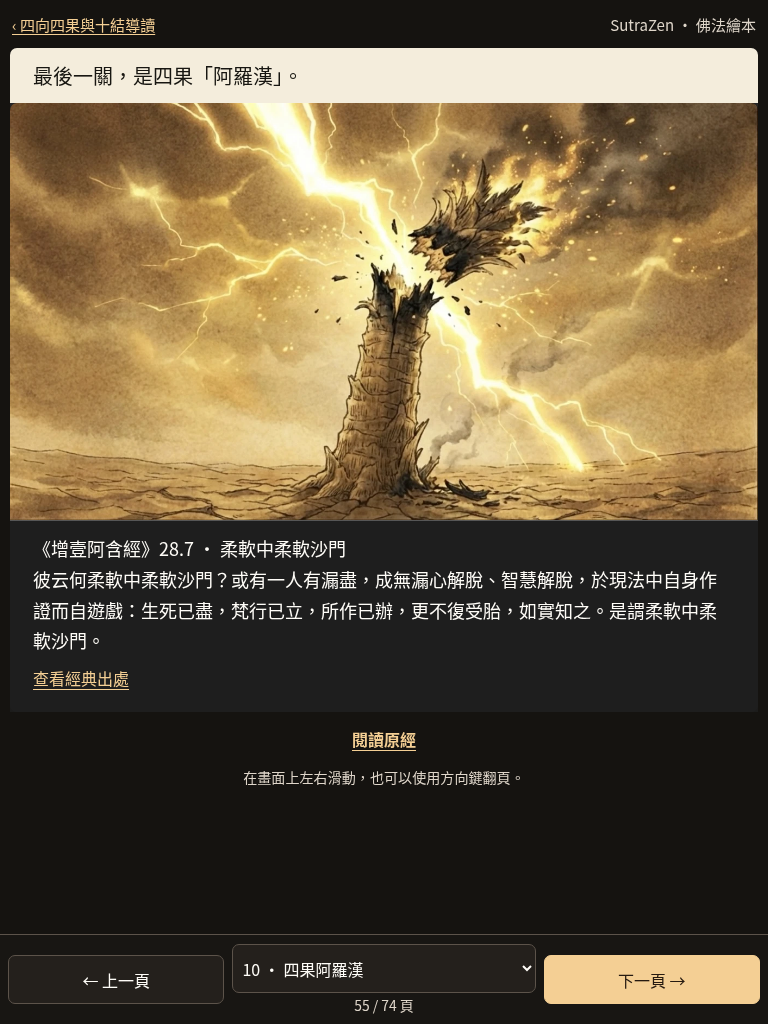 ‹ 四向四果與十結導讀
SutraZen · 佛法繪本
最後一關，是四果「阿羅漢」。
《增壹阿含經》28.7 · 柔軟中柔軟沙門
彼云何柔軟中柔軟沙門？或有一人有漏盡，成無漏心解脫、智慧解脫，於現法中自身作
證而自遊戲：生死已盡，梵行已立，所作已辦，更不復受胎，如實知之。是謂柔軟中柔
軟沙門。
查看經典出處
閱讀原經
在畫面上左右滑動，也可以使用方向鍵翻頁。
← 上一頁
10 · 四果阿羅漢
下一頁 →
55 / 74 頁